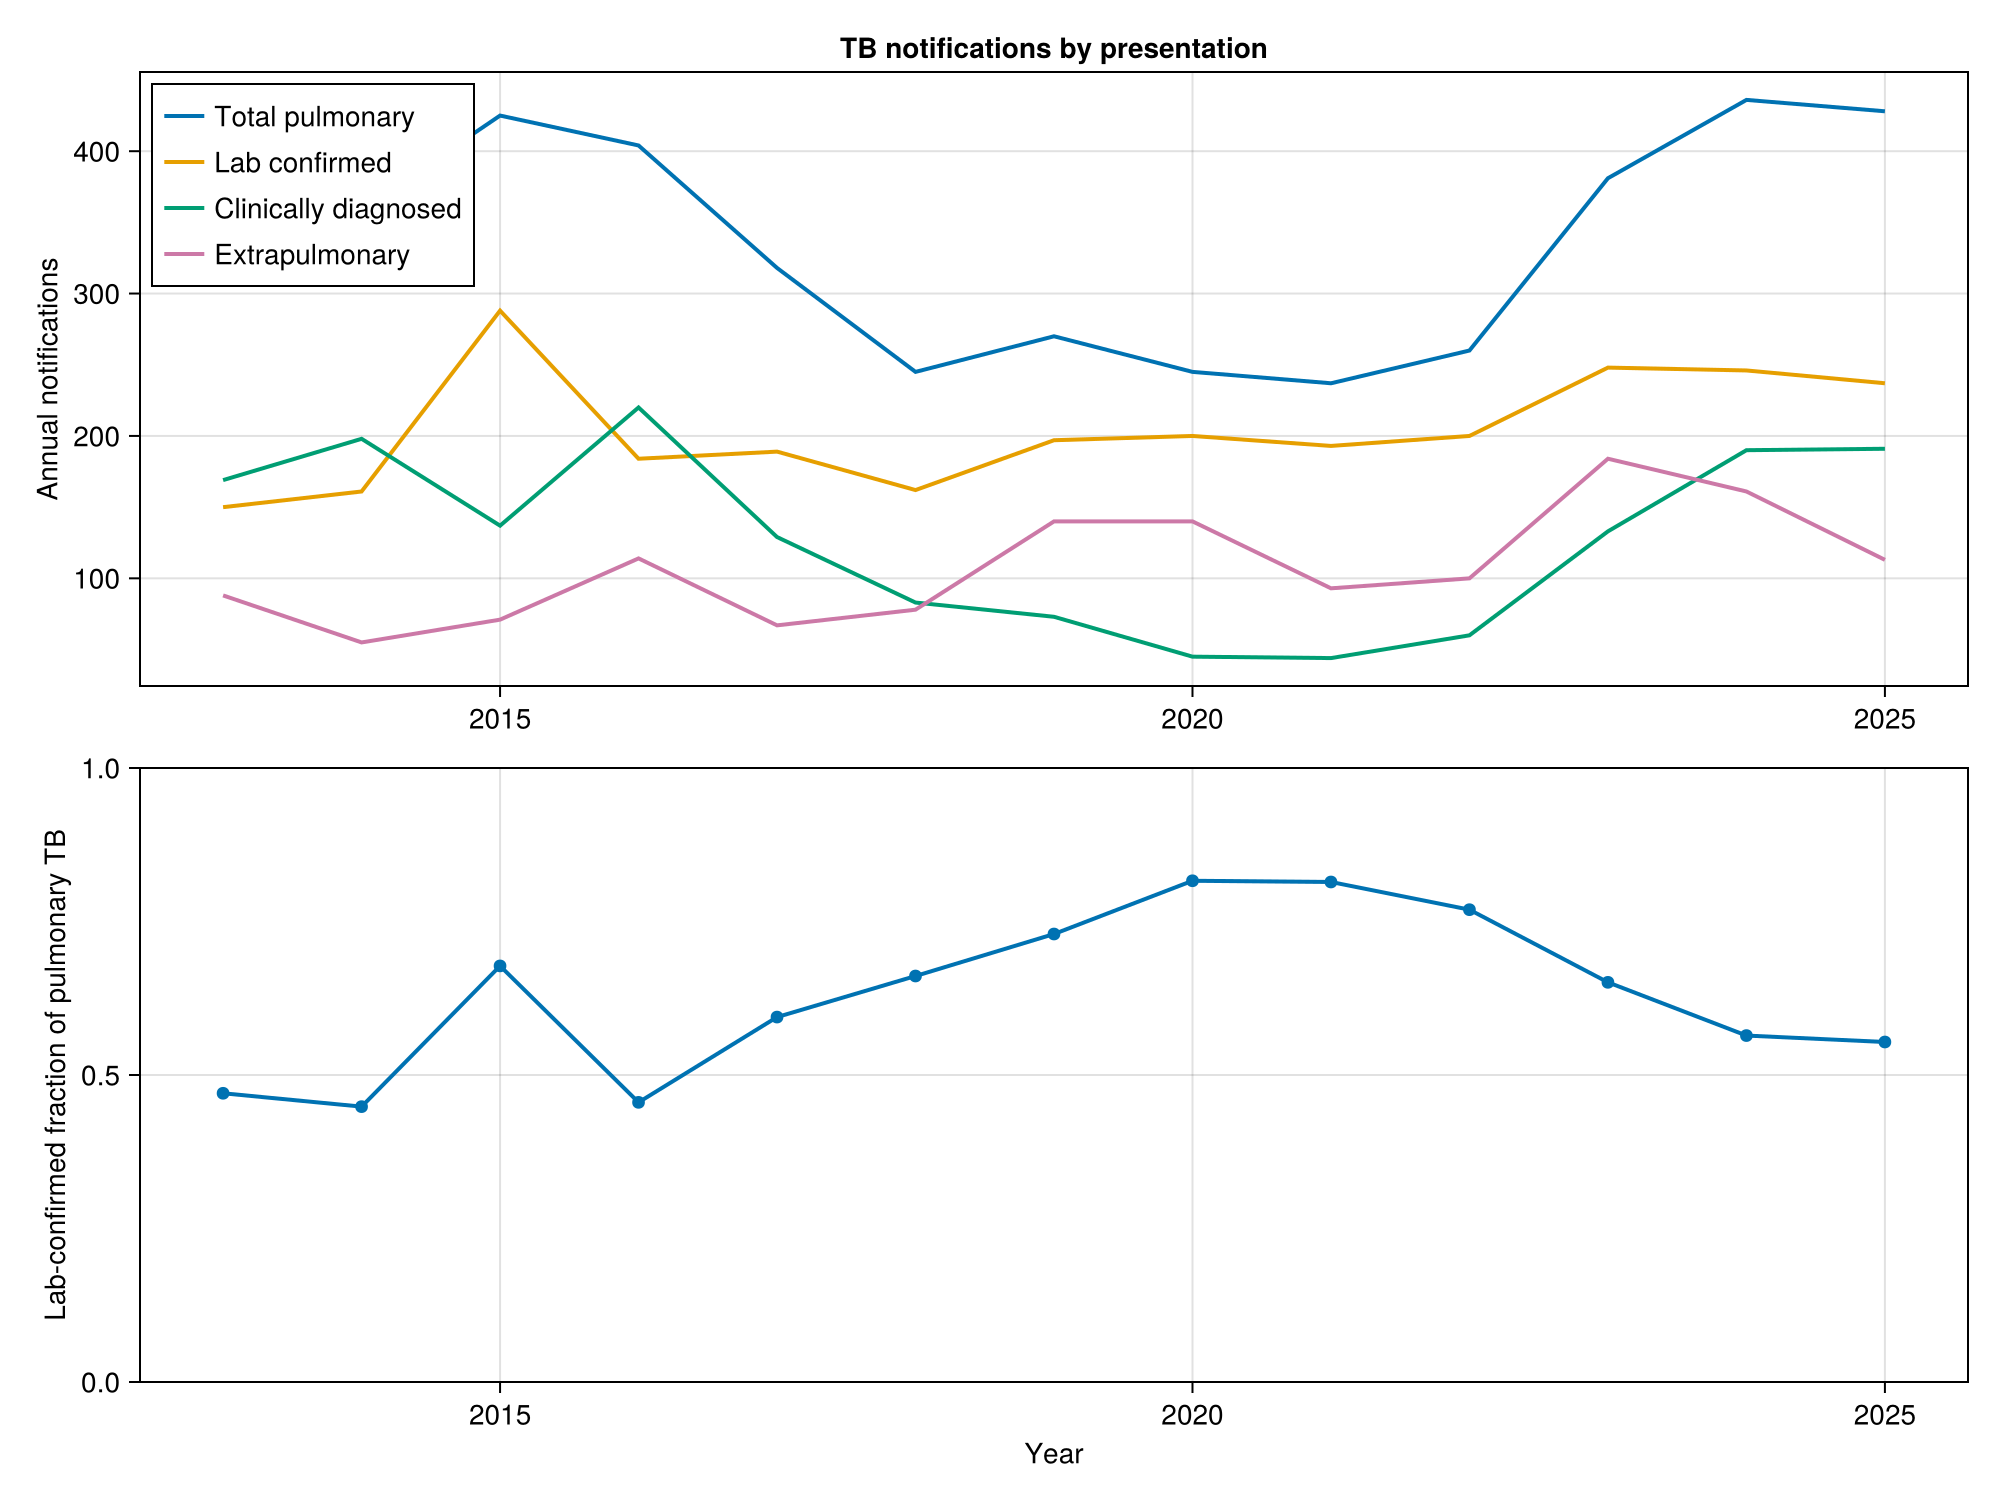 TB notifications by presentation
Total pulmonary
Lab confirmed
Clinically diagnosed
Extrapulmonary
Annual notifications
400
300
200
100
2015
2020
2025
Lab-confirmed fraction of pulmonary TB
1.0
0.5
0.0
2015
2020
2025
Year